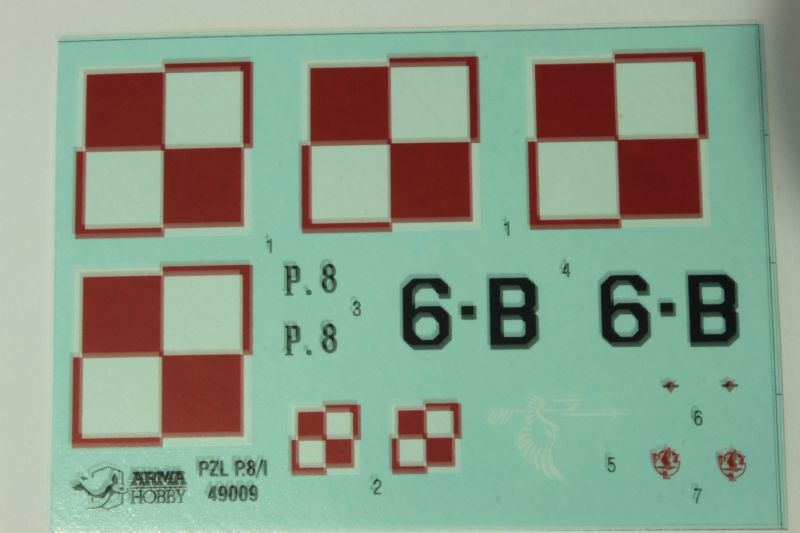 1
1
P.8
3
P.8
6-B
4
6-B
6
5
7
2
ARMA
HOBBY
PZL P.8/I
49009